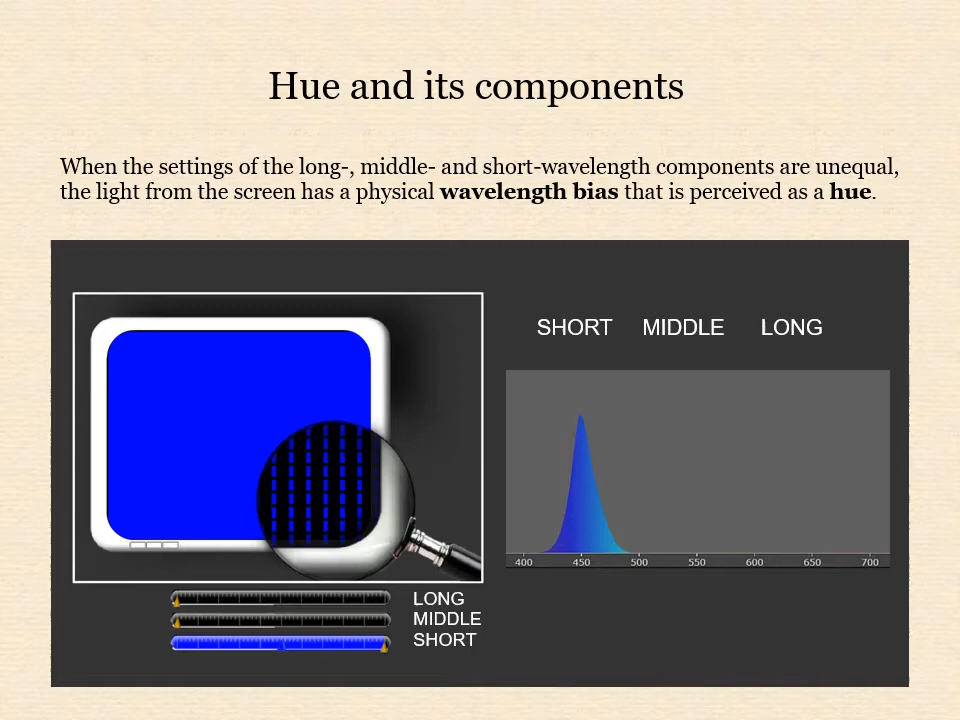 Hue and its components
When the settings of the long-, middle- and short-wavelength components are unequal,
the light from the screen has a physical wavelength bias that is perceived as a hue.
SHORT MIDDLE LONG
400 450 500 550 600 650 700
LONG
MIDDLE
SHORT